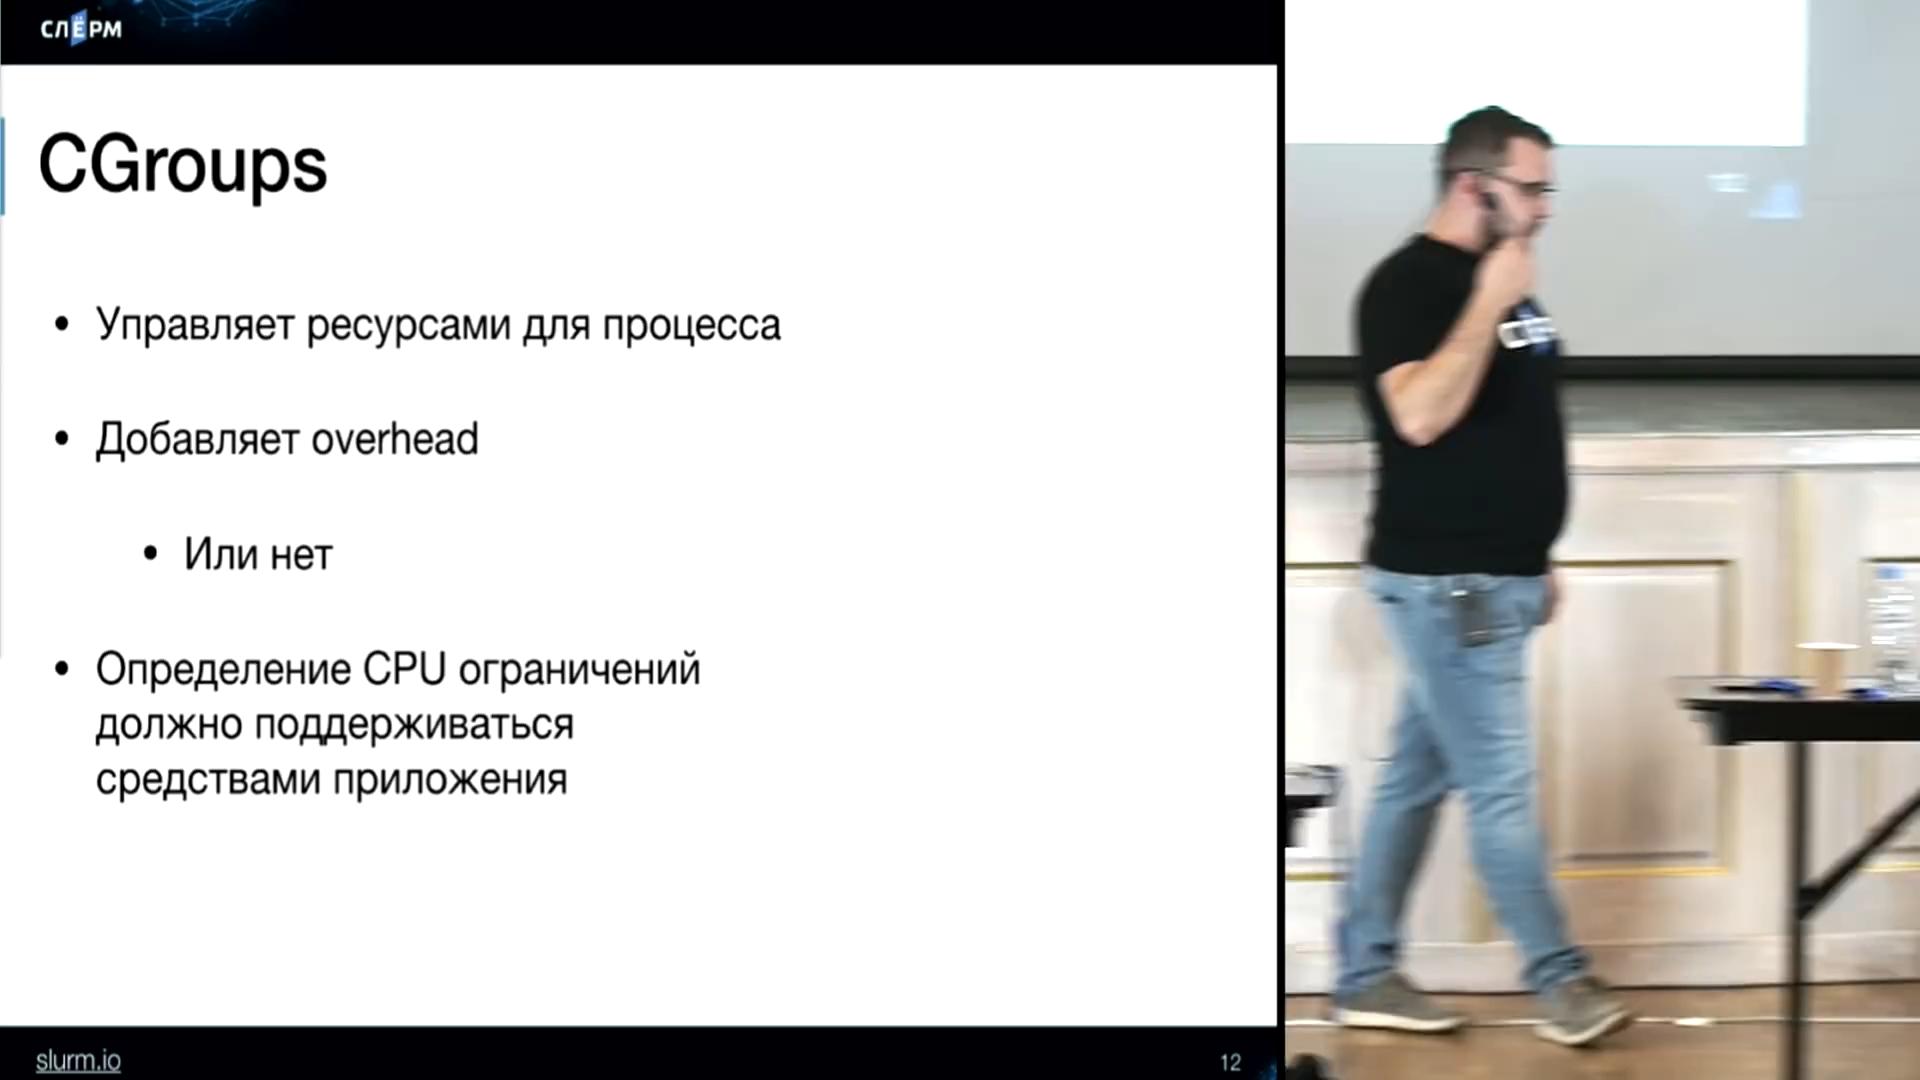 СЛЁРМ
CGroups
• Управляет ресурсами для процесса
• Добавляет overhead
• Или нет
• Определение CPU ограничений
должно поддерживаться
средствами приложения
slurm.io
12